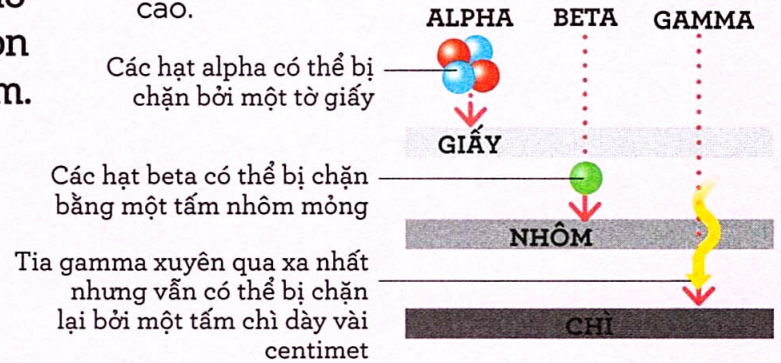 cao.
m.
ALPHA BETA GAMMA
Các hạt alpha có thể bị
chặn bởi một tờ giấy
GIẤY
Các hạt beta có thể bị chặn
bằng một tấm nhôm mỏng
NHÔM
Tia gamma xuyên qua xa nhất
nhưng vẫn có thể bị chặn
lại bởi một tấm chì dày vài
centimet
CHÌ